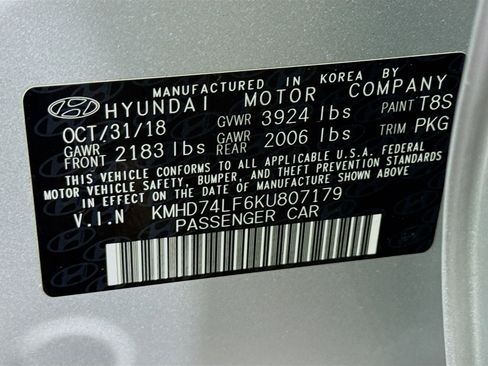 MANUFACTURED IN KOREA BY
HYUNDAI MOTOR COMPANY
OCT/31/18 GVWR 3924 lbs PAINT T8S
GAWR FRONT 2183 lbs GAWR REAR 2006 lbs TRIM PKG
THIS VEHICLE CONFORMS TO ALL APPLICABLE U.S.A. FEDERAL
MOTOR VEHICLE SAFETY, BUMPER, AND THEFT PREVENTION
STANDARDS IN EFFECT ON THE DATE OF MANUFACTURE SHOWN ABOVE
V.I.N KMHD74LF6KU807179
PASSENGER CAR